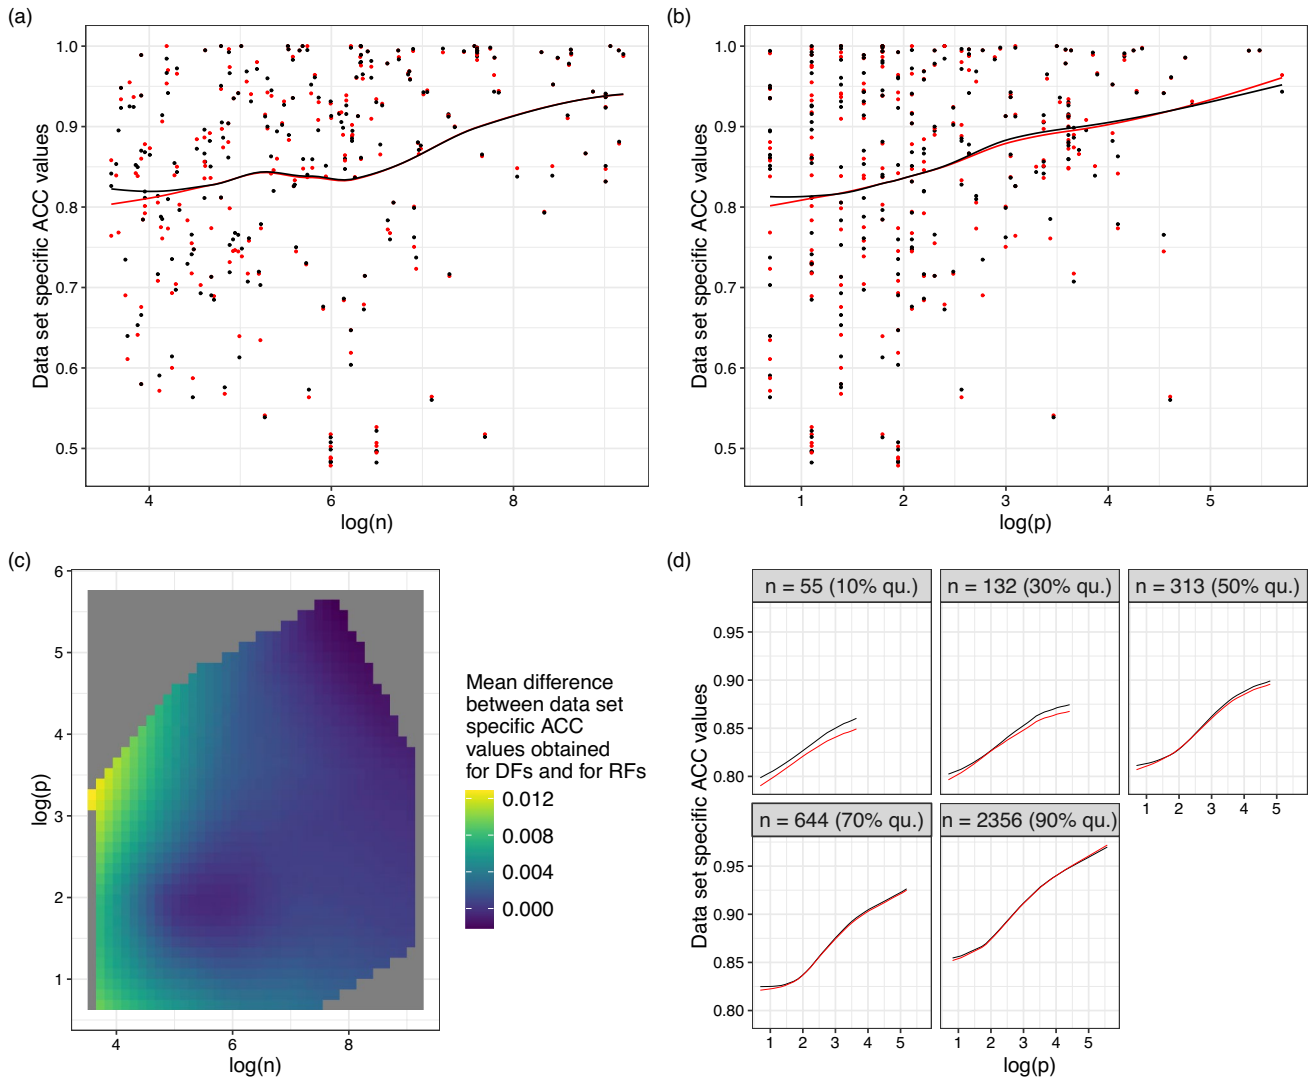 (a)
Data set specific ACC values
1.0
0.9
0.8
0.7
0.6
0.5
4 6 8
log(n)
(b)
Data set specific ACC values
1.0
0.9
0.8
0.7
0.6
0.5
1 2 3 4 5
log(p)
(c)
log(p)
6
5
4
3
2
1
4 6 8
log(n)
Mean difference
between data set
specific ACC
values obtained
for DFs and for RFs
0.012
0.008
0.004
0.000
(d)
Data set specific ACC values
n = 55 (10% qu.)
n = 132 (30% qu.)
n = 313 (50% qu.)
0.95
0.90
0.85
0.80
1 2 3 4 5
n = 644 (70% qu.)
n = 2356 (90% qu.)
0.95
0.90
0.85
0.80
1 2 3 4 5
1 2 3 4 5
log(p)